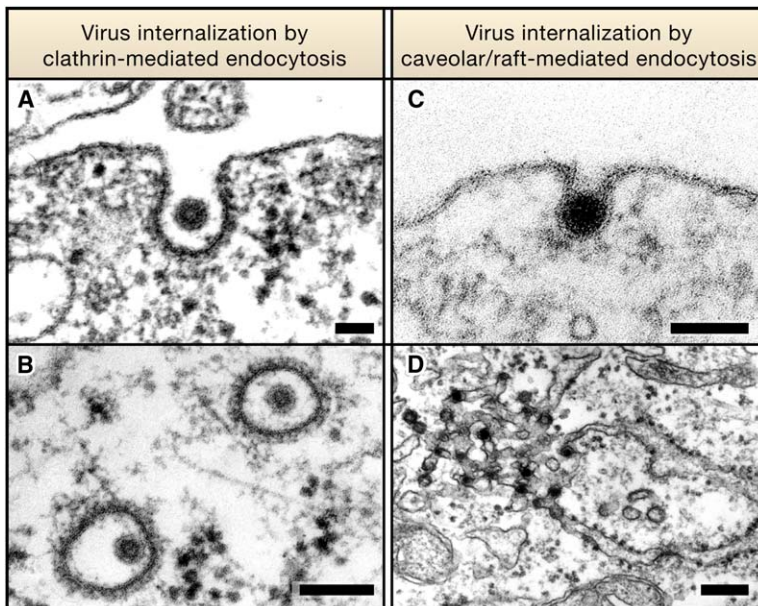 Virus internalization by
clathrin-mediated endocytosis
Virus internalization by
caveolar/raft-mediated endocytosis
A
C
B
D